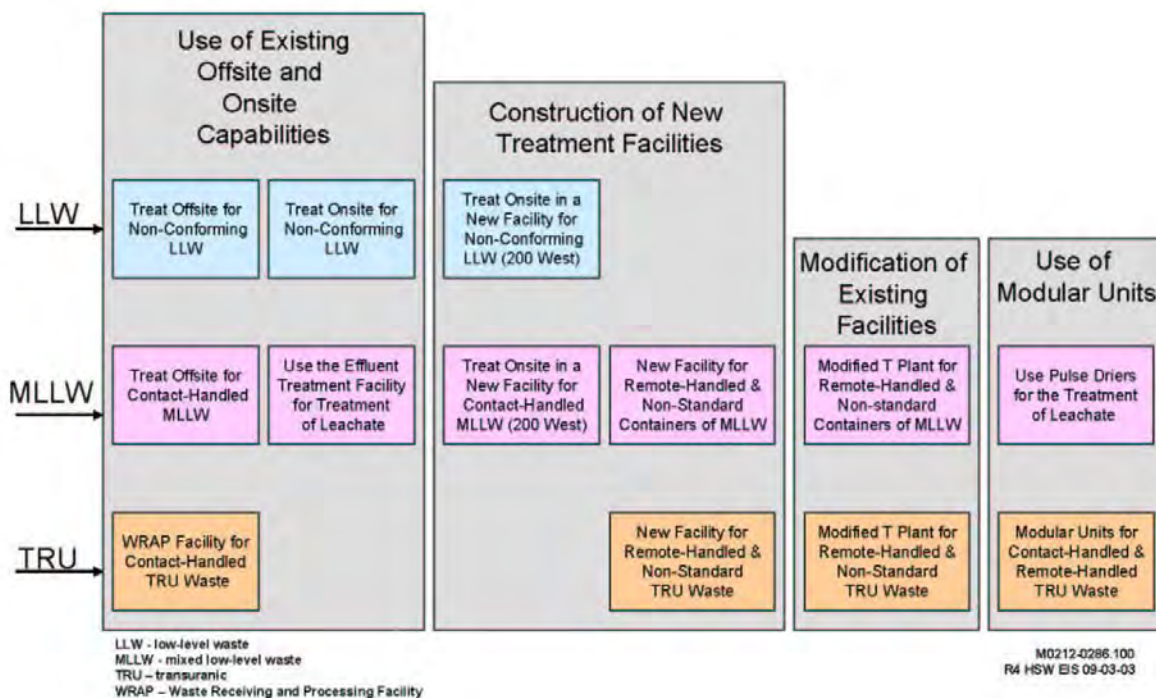 Use of Existing
Offsite and
Onsite
Capabilities
Construction of New
Treatment Facilities
Modification of
Existing
Facilities
Use of
Modular Units
LLW
Treat Offsite for
Non-Conforming
LLW
Treat Onsite for
Non-Conforming
LLW
Treat Onsite in a
New Facility for
Non-Conforming
LLW (200 West)
MLLW
Treat Offsite for
Contact-Handled
MLLW
Use the Effluent
Treatment Facility
for Treatment
of Leachate
Treat Onsite in a
New Facility for
Contact-Handled
MLLW (200 West)
New Facility for
Remote-Handled &
Non-Standard
Containers of MLLW
Modified T Plant for
Remote-Handled &
Non-standard
Containers of MLLW
Use Pulse Driers
for the Treatment
of Leachate
TRU
WRAP Facility for
Contact-Handled
TRU Waste
New Facility for
Remote-Handled &
Non-Standard
TRU Waste
Modified T Plant for
Remote-Handled &
Non-Standard
TRU Waste
Modular Units for
Contact-Handled &
Remote-Handled
TRU Waste
LLW - low-level waste
MLLW - mixed low-level waste
TRU – transuranic
WRAP – Waste Receiving and Processing Facility
M0212-0286.100
R4 HSW EIS 09-03-03